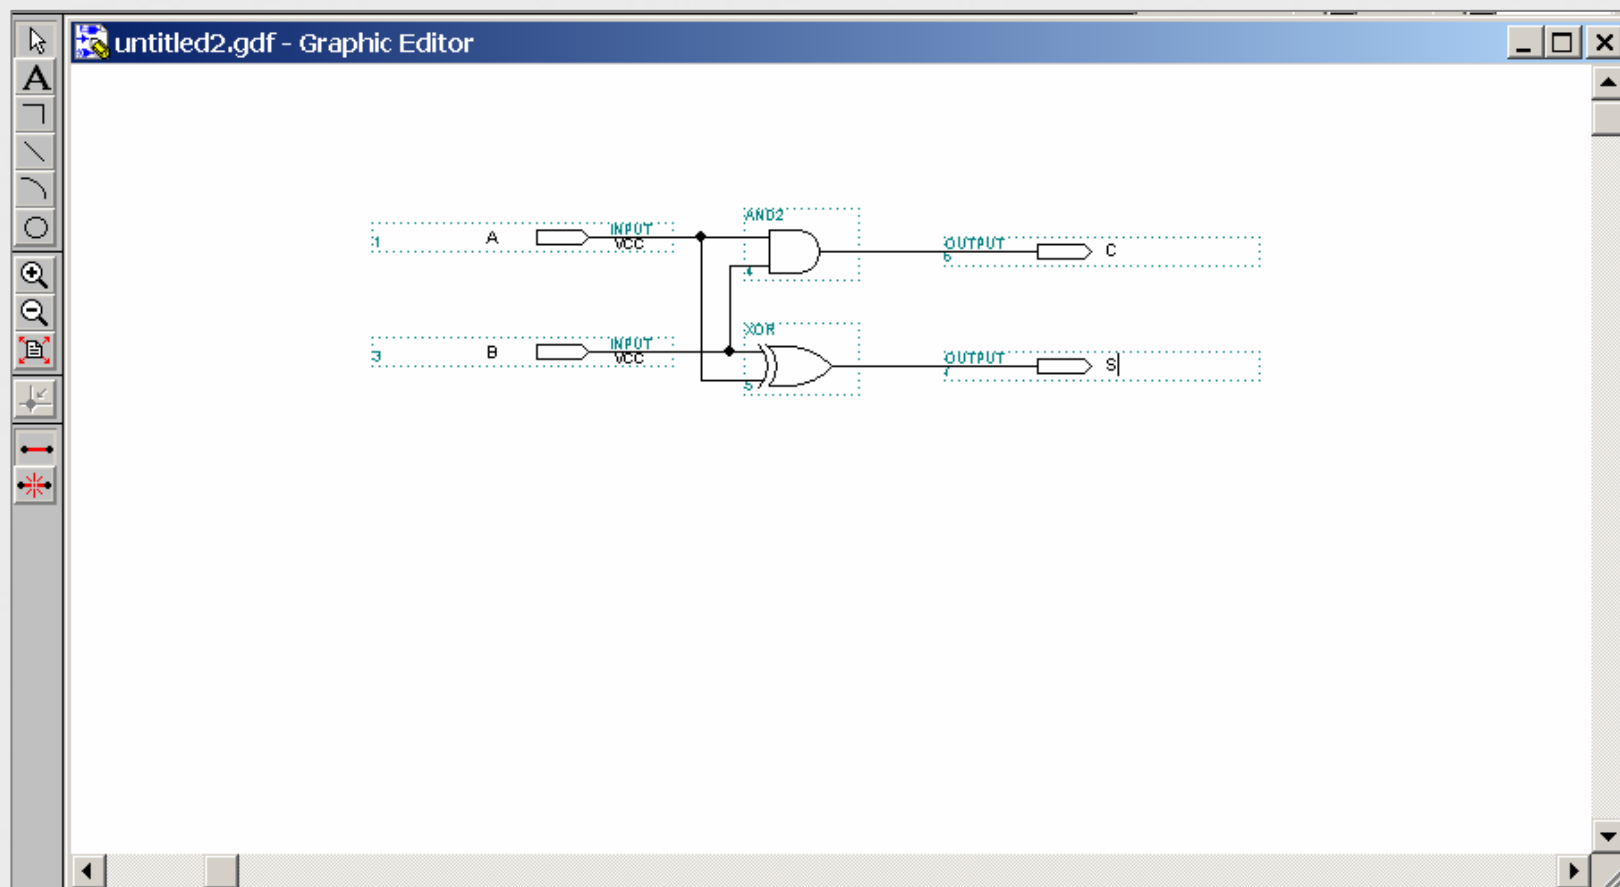 untitled2.gdf - Graphic Editor
A
AND2
1 A INPUT VCC
4
OUTPUT 6 C
XOR
3 B INPUT VCC
5
OUTPUT 7 S